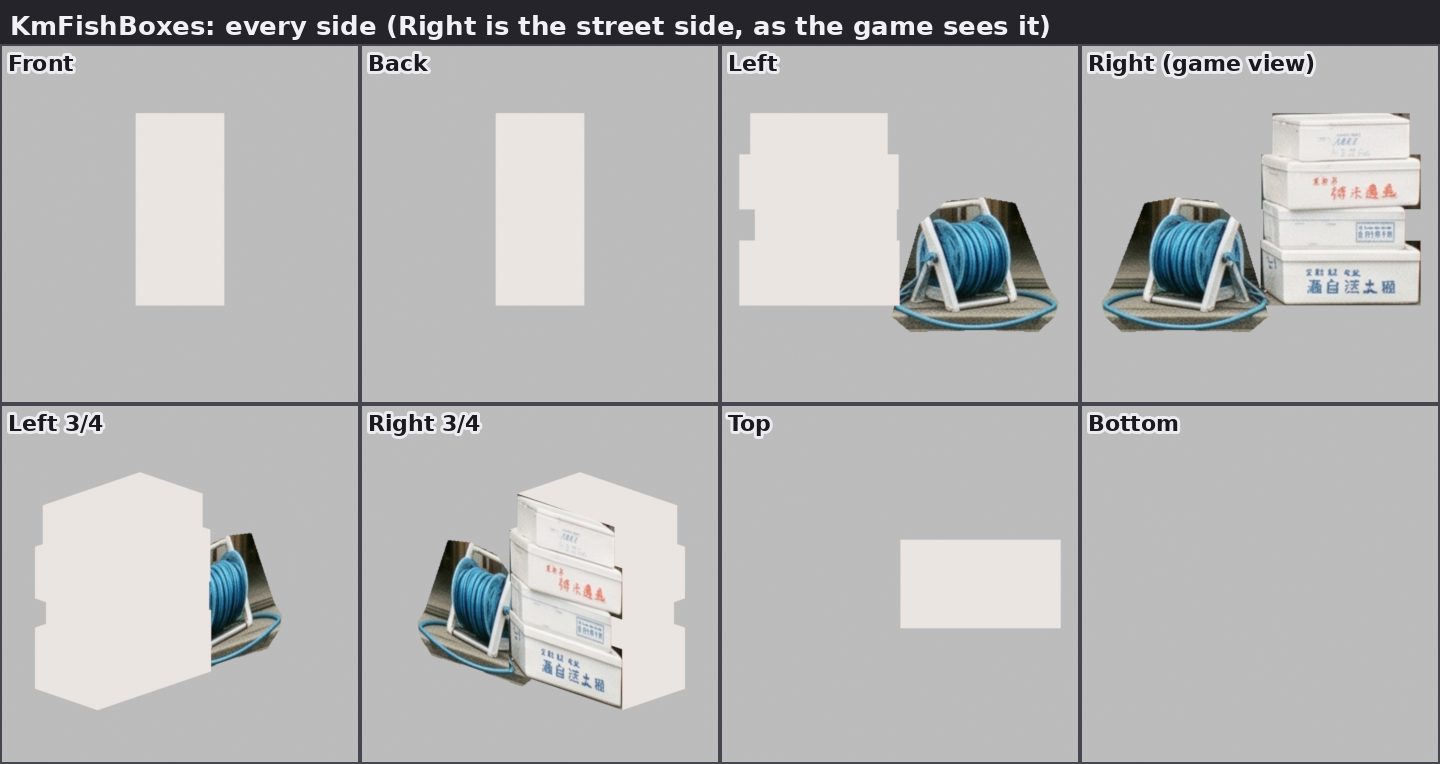 KmFishBoxes: every side (Right is the street side, as the game sees it)
Front
Back
Left
Right (game view)
Left 3/4
Right 3/4
Top
Bottom